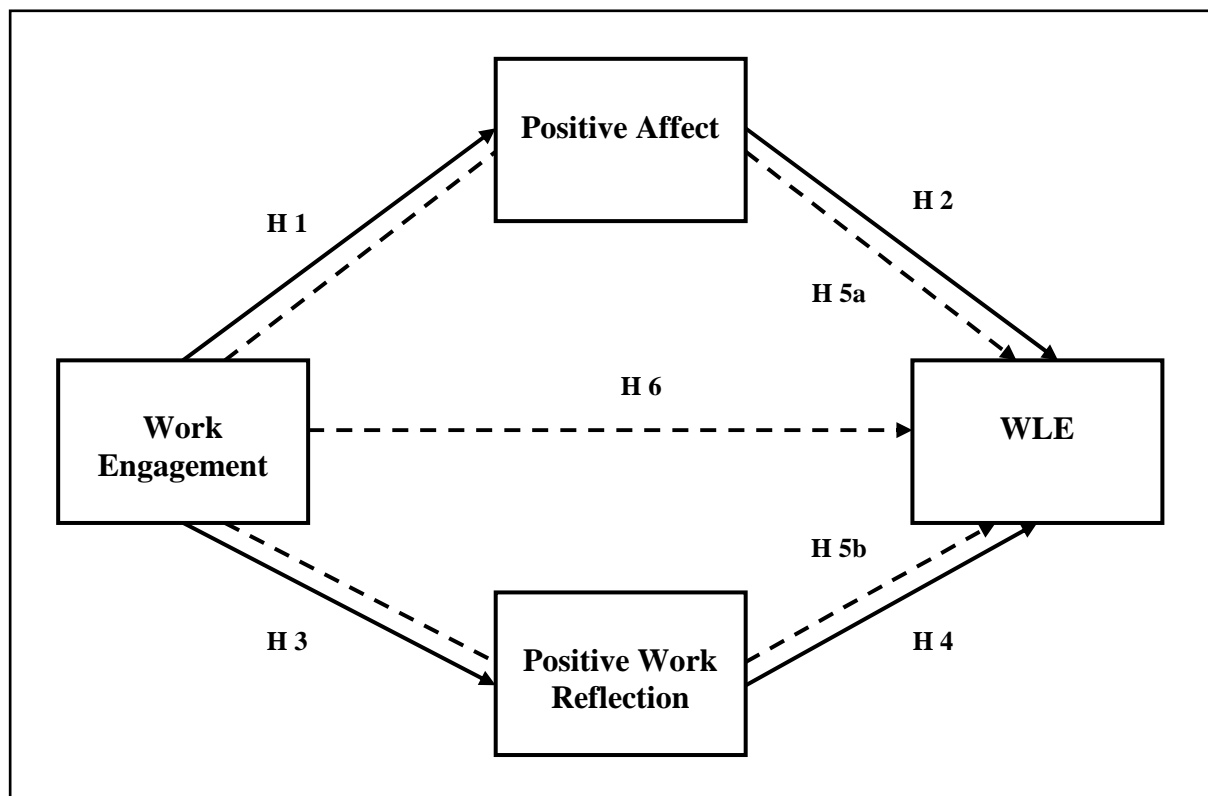 Positive Affect
H 1
H 2
H 5a
H 6
Work
Engagement
WLE
H 5b
H 3
H 4
Positive Work
Reflection